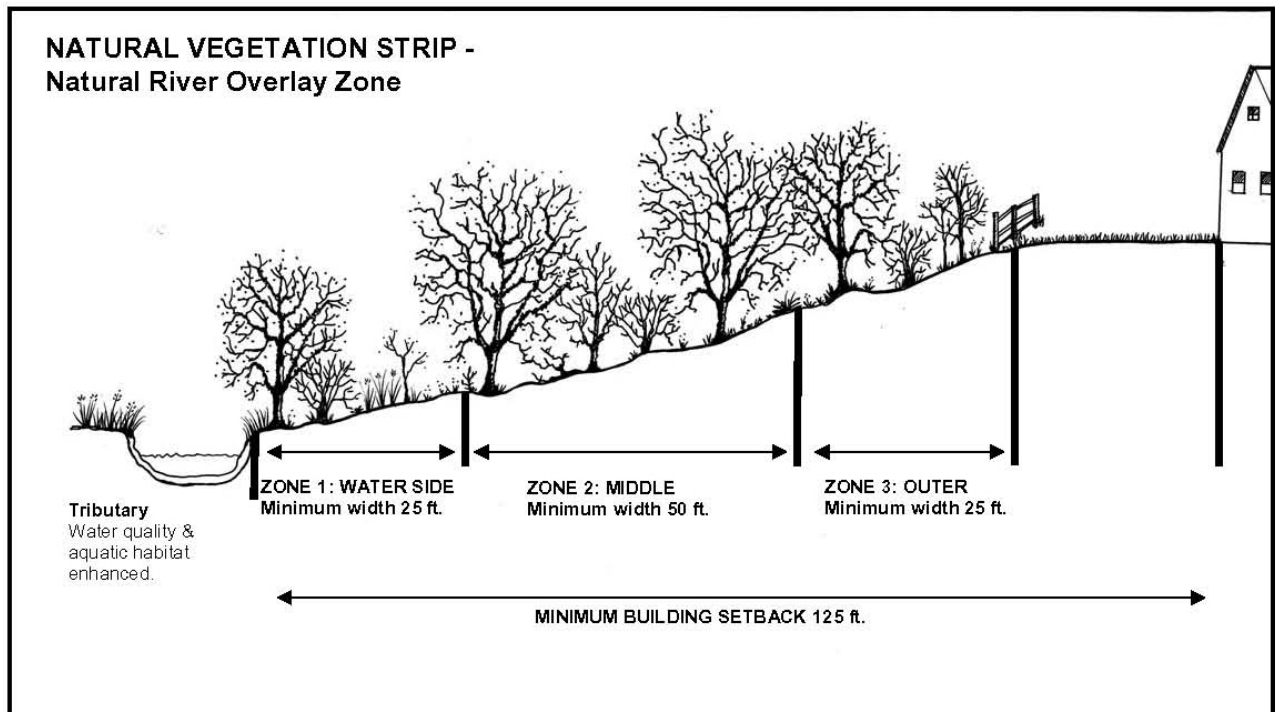 NATURAL VEGETATION STRIP -
Natural River Overlay Zone
ZONE 1: WATER SIDE
Minimum width 25 ft.
ZONE 2: MIDDLE
Minimum width 50 ft.
ZONE 3: OUTER
Minimum width 25 ft.
Tributary
Water quality &
aquatic habitat
enhanced.
MINIMUM BUILDING SETBACK 125 ft.